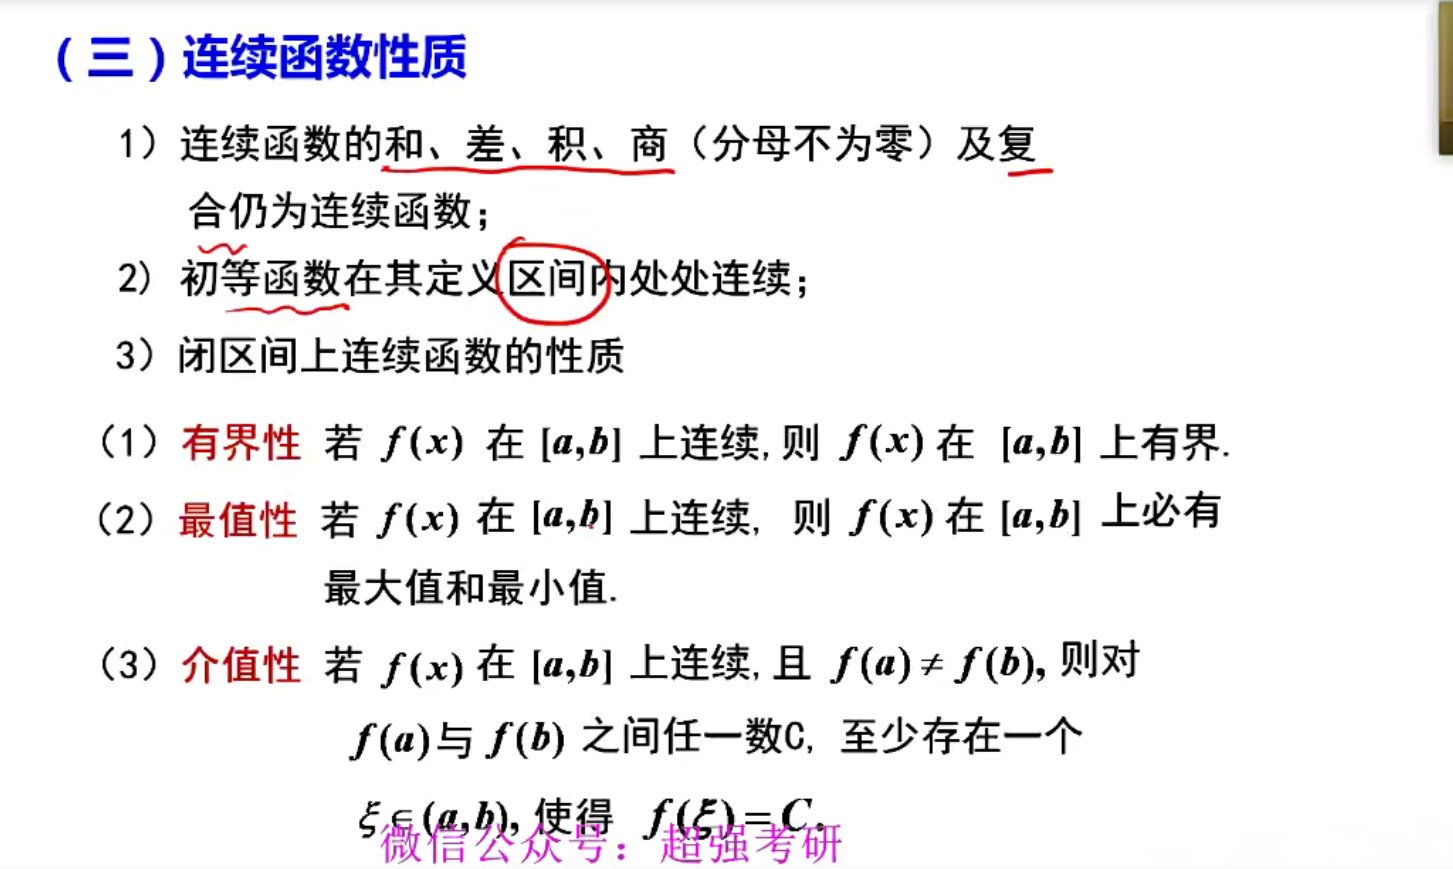 （三）连续函数性质
1）连续函数的和、差、积、商（分母不为零）及复
合仍为连续函数；
2）初等函数在其定义区间内处处连续；
3）闭区间上连续函数的性质
（1）有界性 若 f(x) 在 [a,b] 上连续,则 f(x) 在 [a,b] 上有界.
（2）最值性 若 f(x) 在 [a,b] 上连续, 则 f(x) 在 [a,b] 上必有
最大值和最小值.
（3）介值性 若 f(x) 在 [a,b] 上连续,且 f(a) ≠ f(b), 则对
f(a)与 f(b) 之间任一数C, 至少存在一个
ξ∈(a,b), 使得 f(ξ)=C.
微信公众号：超强考研